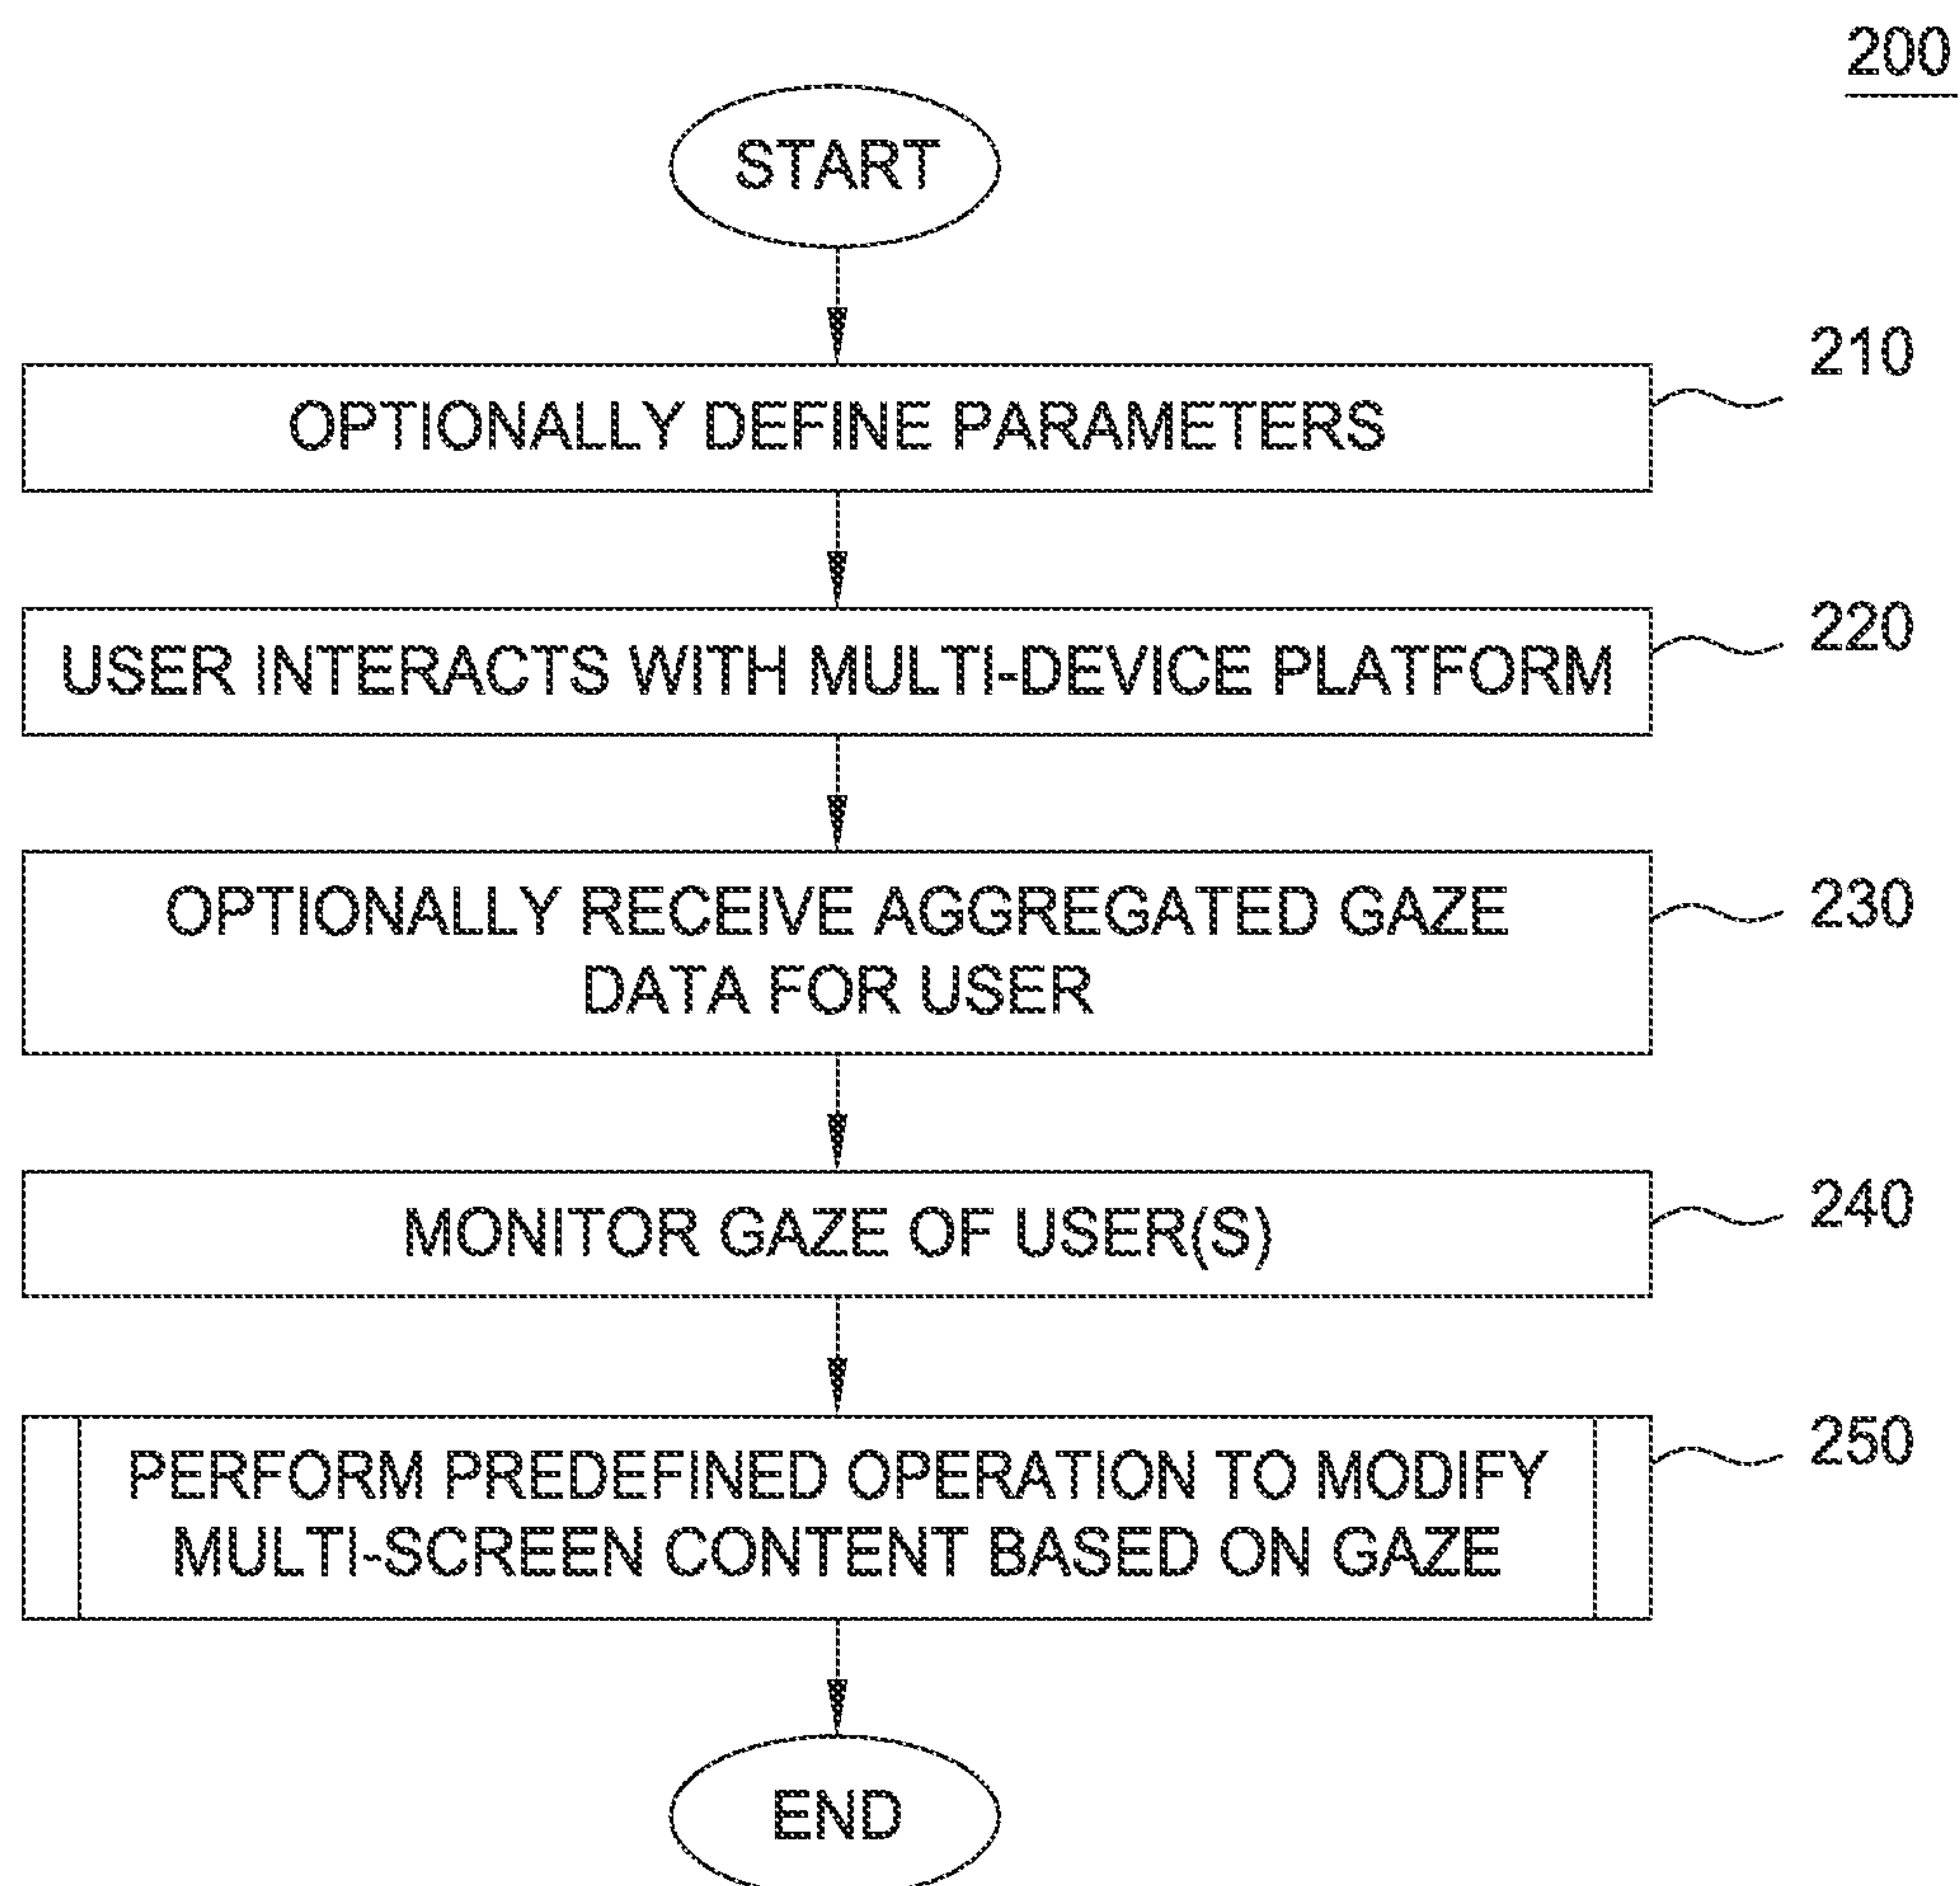 200
START
210
OPTIONALLY DEFINE PARAMETERS
220
USER INTERACTS WITH MULTI-DEVICE PLATFORM
230
OPTIONALLY RECEIVE AGGREGATED GAZE
DATA FOR USER
240
MONITOR GAZE OF USER(S)
250
PERFORM PREDEFINED OPERATION TO MODIFY
MULTI-SCREEN CONTENT BASED ON GAZE
END